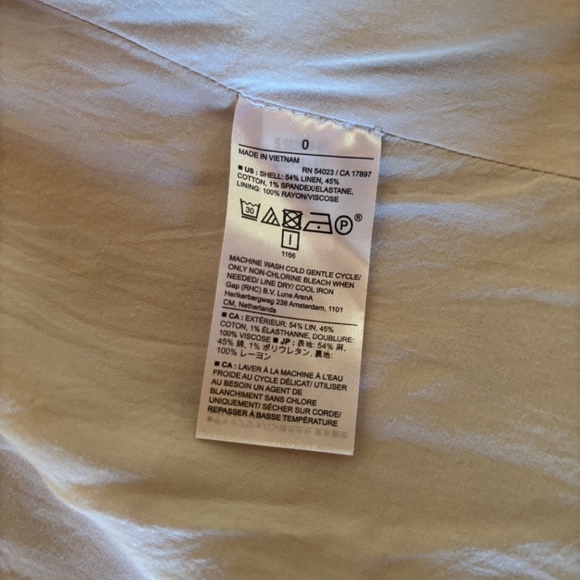 0
MADE IN VIETNAM
RN 54023 / CA 17897
■ US : SHELL: 54% LINEN, 45%
COTTON, 1% SPANDEX/ELASTANE,
LINING: 100% RAYON/VISCOSE
30 P ®
1166
MACHINE WASH COLD GENTLE CYCLE/
ONLY NON-CHLORINE BLEACH WHEN
NEEDED/ LINE DRY/ COOL IRON
Gap (RHC) B.V. Luna ArenA
Herikerbergweg 238 Amsterdam, 1101
CM, Netherlands
■ CA : EXTÉRIEUR: 54% LIN, 45%
COTON, 1% ÉLASTHANNE, DOUBLURE:
100% VISCOSE ■ JP : 表地: 54% 麻,
45% 綿, 1% ポリウレタン, 裏地:
100% レーヨン
■ CA : LAVER À LA MACHINE À L'EAU
FROIDE AU CYCLE DÉLICAT/ UTILISER
AU BESOIN UN AGENT DE
BLANCHIMENT SANS CHLORE
UNIQUEMENT/ SÉCHER SUR CORDE/
REPASSER À BASSE TEMPÉRATURE